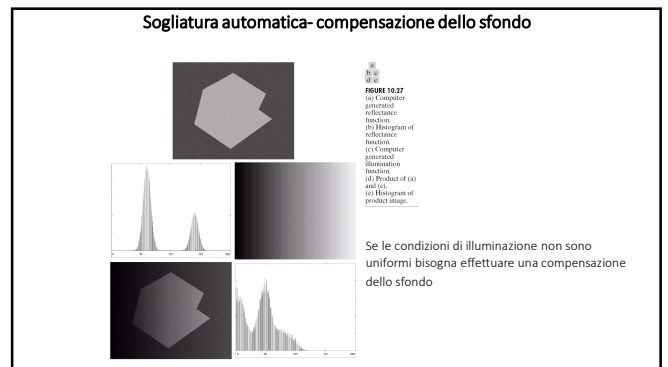 Sogliatura automatica- compensazione dello sfondo
a
b c
d e
FIGURE 10.27
(a) Computer
generated
reflectance
function.
(b) Histogram of
reflectance
function.
(c) Computer
generated
illumination
function.
(d) Product of (a)
and (c).
(e) Histogram of
product image.
Se le condizioni di illuminazione non sono
uniformi bisogna effettuare una compensazione
dello sfondo